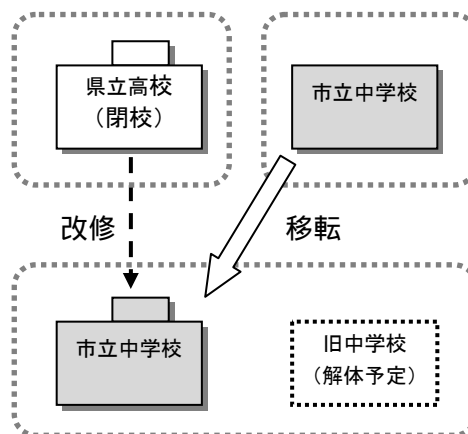 県立高校
（閉校）
市立中学校
改修
移転
市立中学校
旧中学校
（解体予定）